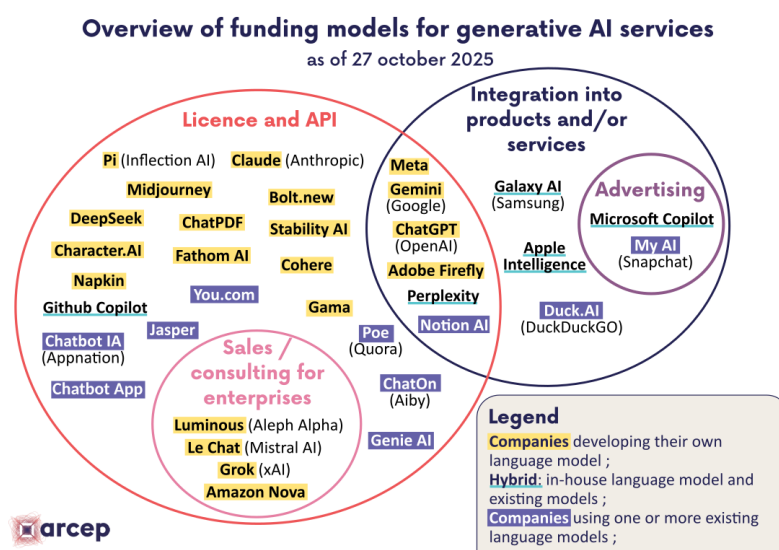 Overview of funding models for generative AI services
as of 27 october 2025
Licence and API
Pi (Inflection AI)
Claude (Anthropic)
Midjourney
Bolt.new
DeepSeek
ChatPDF
Stability AI
Character.AI
Fathom AI
Cohere
Napkin
You.com
Github Copilot
Gama
Chatbot IA
(Appnation)
Jasper
Poe
(Quora)
Chatbot App
ChatOn
(Aiby)
Genie AI
Sales /
consulting for
enterprises
Luminous (Aleph Alpha)
Le Chat (Mistral AI)
Grok (xAI)
Amazon Nova
Meta
Gemini
(Google)
ChatGPT
(OpenAI)
Adobe Firefly
Perplexity
Notion AI
Integration into
products and/or
services
Galaxy AI
(Samsung)
Apple
Intelligence
Duck.AI
(DuckDuckGO)
Advertising
Microsoft Copilot
My AI
(Snapchat)
Legend
Companies developing their own
language model ;
Hybrid: in-house language model and
existing models ;
Companies using one or more existing
language models ;
arcep